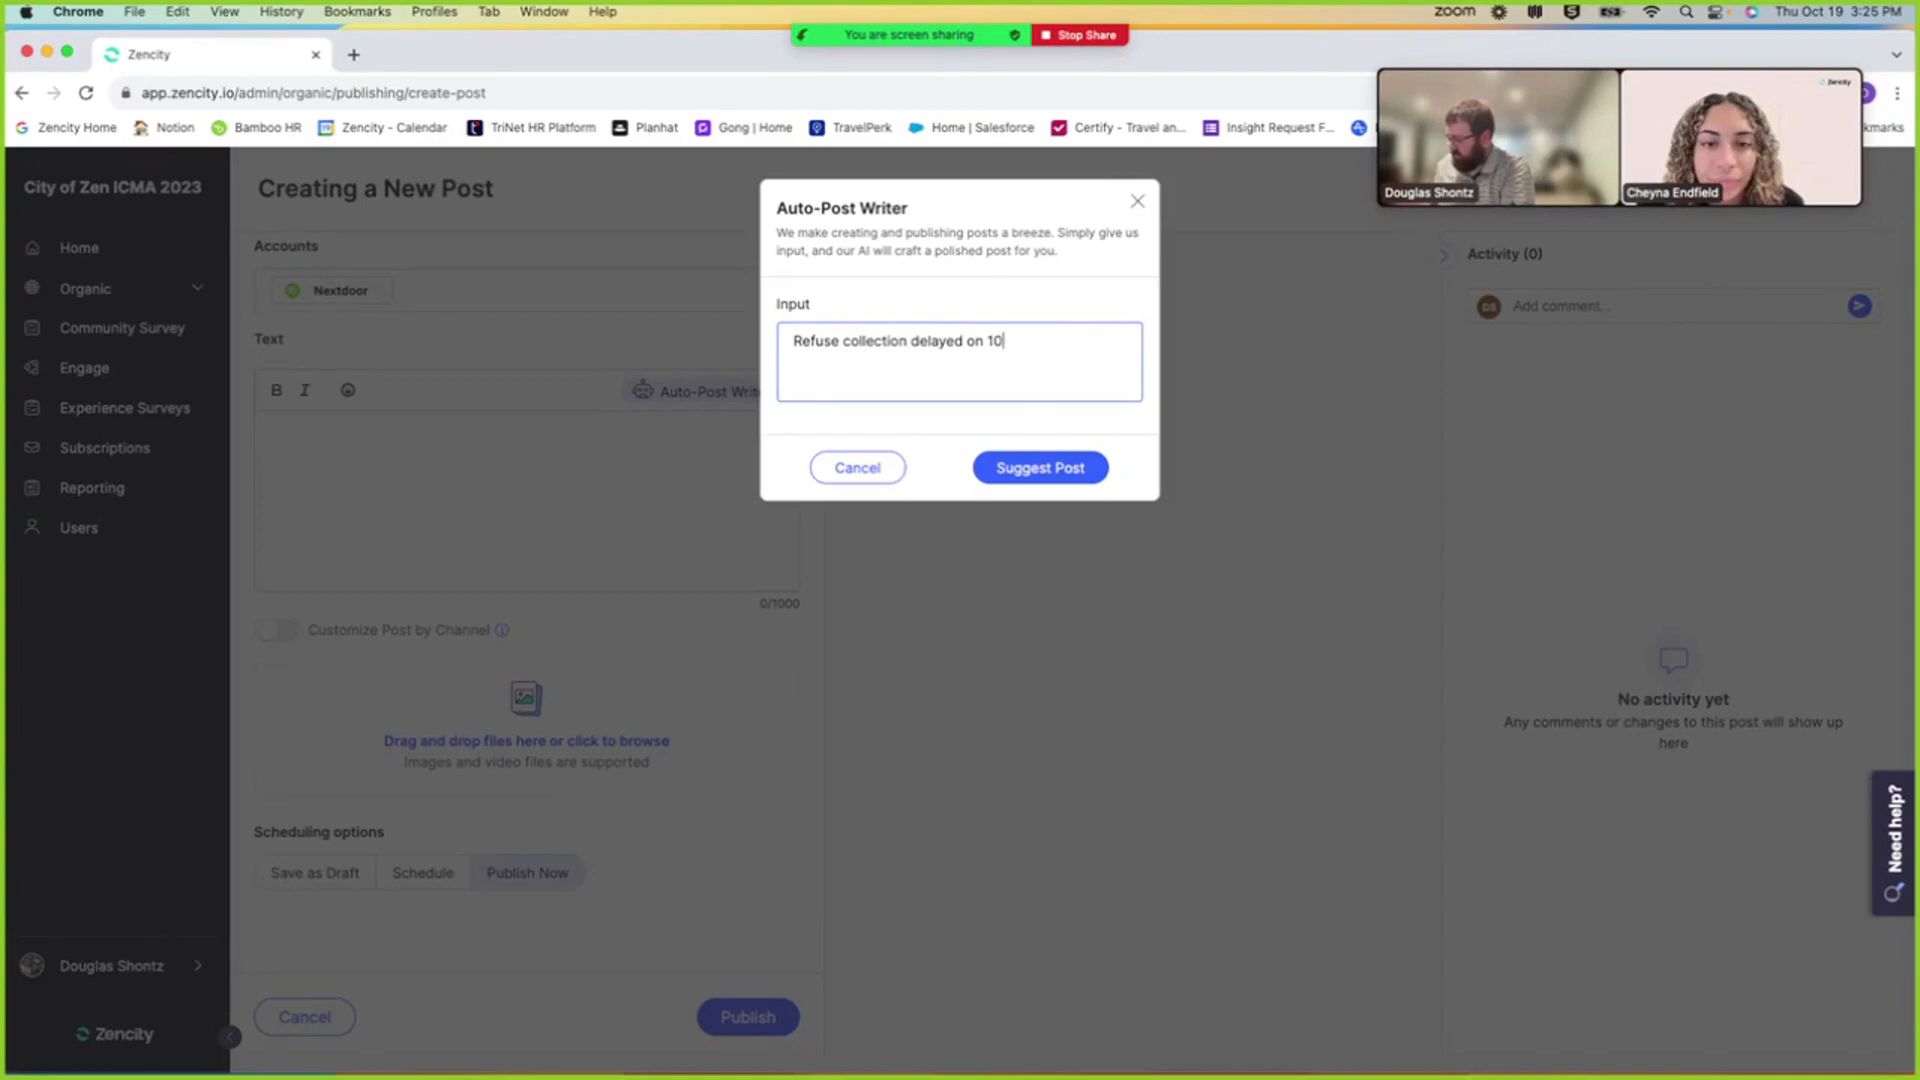 Chrome File Edit View History Bookmarks Profiles Tab Window Help
zoom Thu Oct 19 3:25 PM
You are screen sharing Stop Share
Zencity
app.zencity.io/admin/organic/publishing/create-post
Zencity Home Notion Bamboo HR Zencity - Calendar TriNet HR Platform Planhat Gong | Home TravelPerk Home | Salesforce Certify - Travel an... Insight Request F...
Zencity
Douglas Shontz
Cheyna Endfield
City of Zen ICMA 2023
Home
Organic
Community Survey
Engage
Experience Surveys
Subscriptions
Reporting
Users
Douglas Shontz
Zencity
Creating a New Post
Accounts
Nextdoor
Text
B I Auto-Post
0/1000
Customize Post by Channel
Drag and drop files here or click to browse
Images and video files are supported
Scheduling options
Save as Draft Schedule Publish Now
Cancel Publish
Auto-Post Writer
We make creating and publishing posts a breeze. Simply give us
input, and our AI will craft a polished post for you.
Input
Refuse collection delayed on 10
Cancel Suggest Post
Activity (0)
DS Add comment...
No activity yet
Any comments or changes to this post will show up
here
Need help?